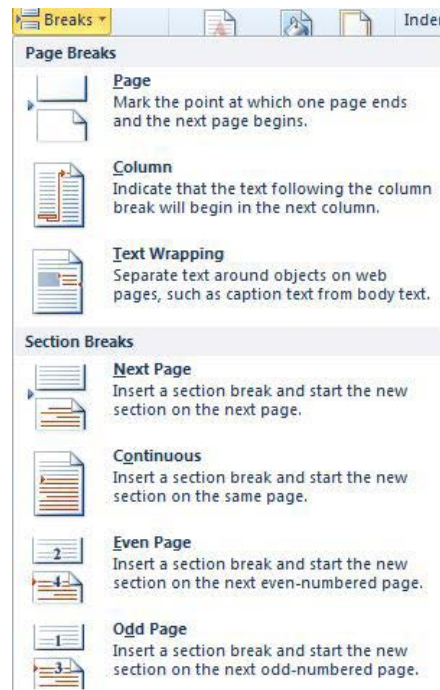 Breaks
Inden
Page Breaks
Page
Mark the point at which one page ends
and the next page begins.
Column
Indicate that the text following the column
break will begin in the next column.
Text Wrapping
Separate text around objects on web
pages, such as caption text from body text.
Section Breaks
Next Page
Insert a section break and start the new
section on the next page.
Continuous
Insert a section break and start the new
section on the same page.
2
Even Page
Insert a section break and start the new
4
section on the next even-numbered page.
1
Odd Page
Insert a section break and start the new
3
section on the next odd-numbered page.